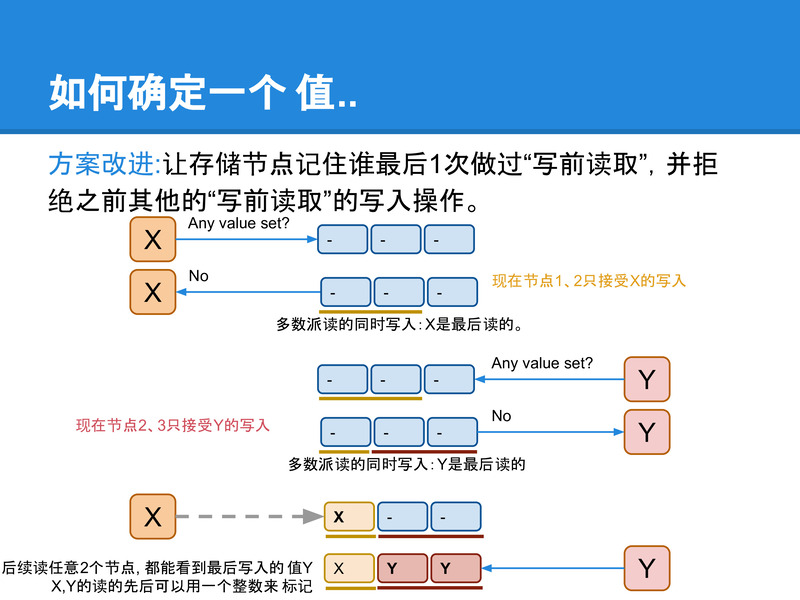 如何确定一个 值..
方案改进:让存储节点记住谁最后1次做过“写前读取”, 并拒
绝之前其他的“写前读取”的写入操作。
Any value set?
X
- - -
No
X
- - -
现在节点1、2只接受X的写入
多数派读的同时写入：X是最后读的。
Any value set?
- - -
Y
现在节点2、3只接受Y的写入
- - -
No
Y
多数派读的同时写入：Y是最后读的
X
X - -
后续读任意2个节点, 都能看到最后写入的 值Y
X Y Y
Y
X,Y的读的先后可以用一个整数来 标记